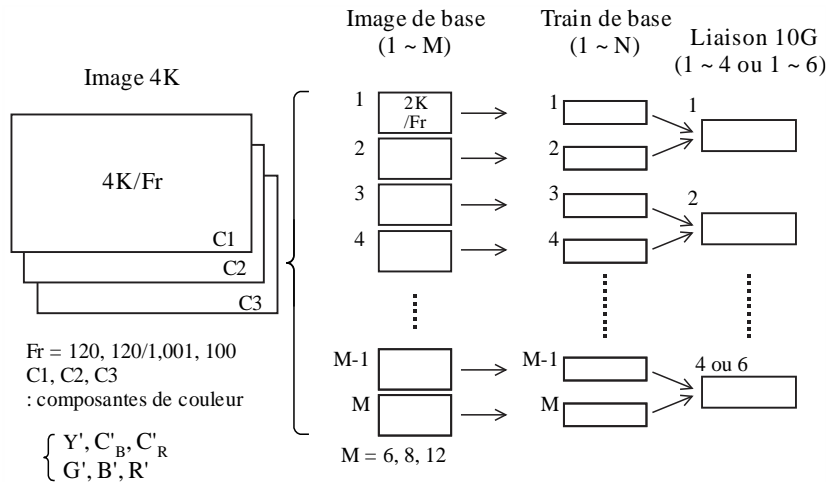 Image de base
(1 ~ M)
Train de base
(1 ~ N)
Liaison 10G
(1 ~ 4 ou 1 ~ 6)
Image 4K
4K/Fr
C1
C2
C3
1
2K
/Fr
2
3
4
M-1
M
1
2
3
4
M-1
M
1
2
4 ou 6
Fr = 120, 120/1,001, 100
C1, C2, C3
: composantes de couleur
Y', C'B, C'R
G', B', R'
M = 6, 8, 12